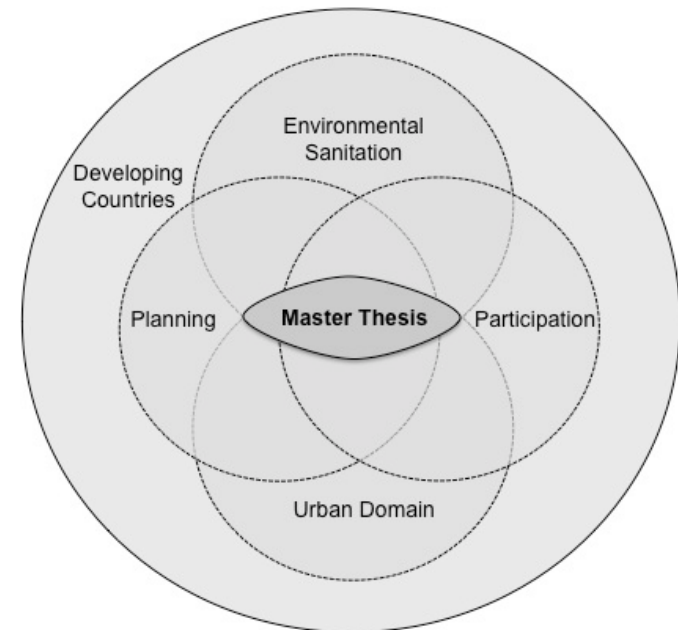 Environmental
Sanitation
Developing
Countries
Planning
Master Thesis
Participation
Urban Domain